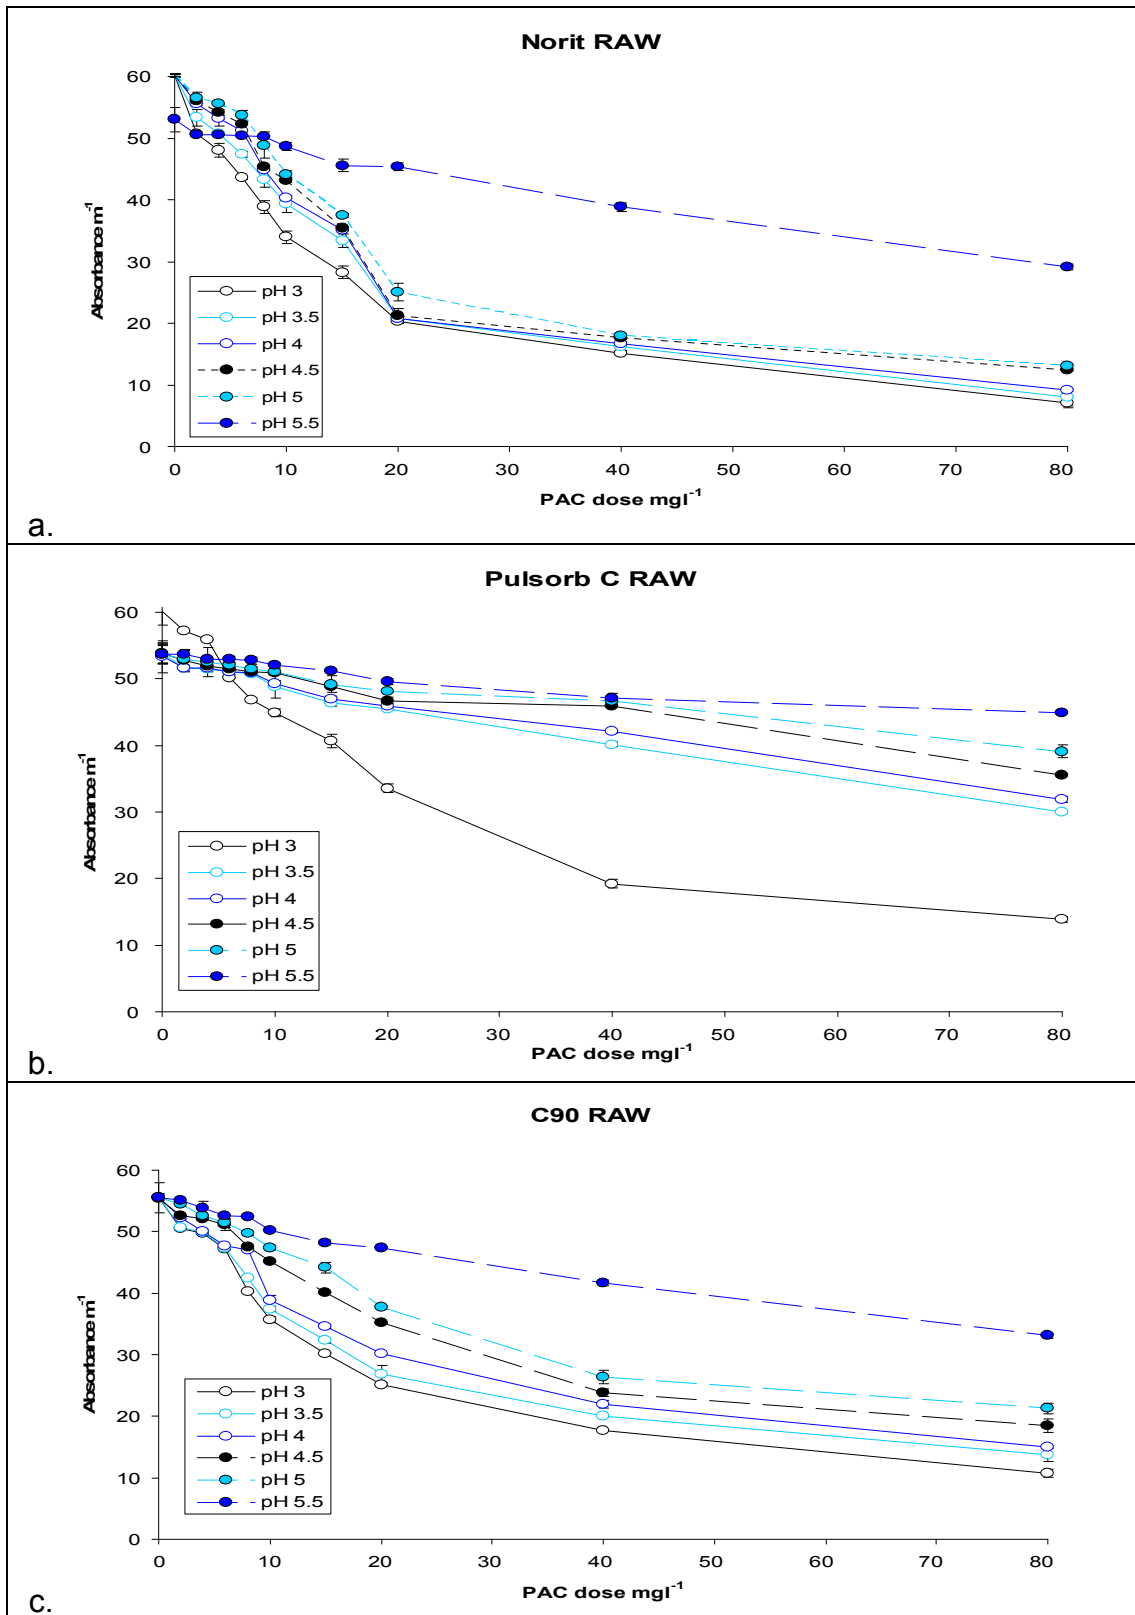 Norit RAW
60
50
40
30
20
10
0
Absorbance m-1
pH 3
pH 3.5
pH 4
pH 4.5
pH 5
pH 5.5
0 10 20 30 40 50 60 70 80
PAC dose mgl-1
a.
Pulsorb C RAW
60
50
40
30
20
10
0
Absorbance m-1
pH 3
pH 3.5
pH 4
pH 4.5
pH 5
pH 5.5
0 10 20 30 40 50 60 70 80
PAC dose mgl-1
b.
C90 RAW
60
50
40
30
20
10
0
Absorbance m-1
pH 3
pH 3.5
pH 4
pH 4.5
pH 5
pH 5.5
0 10 20 30 40 50 60 70 80
PAC dose mgl-1
c.